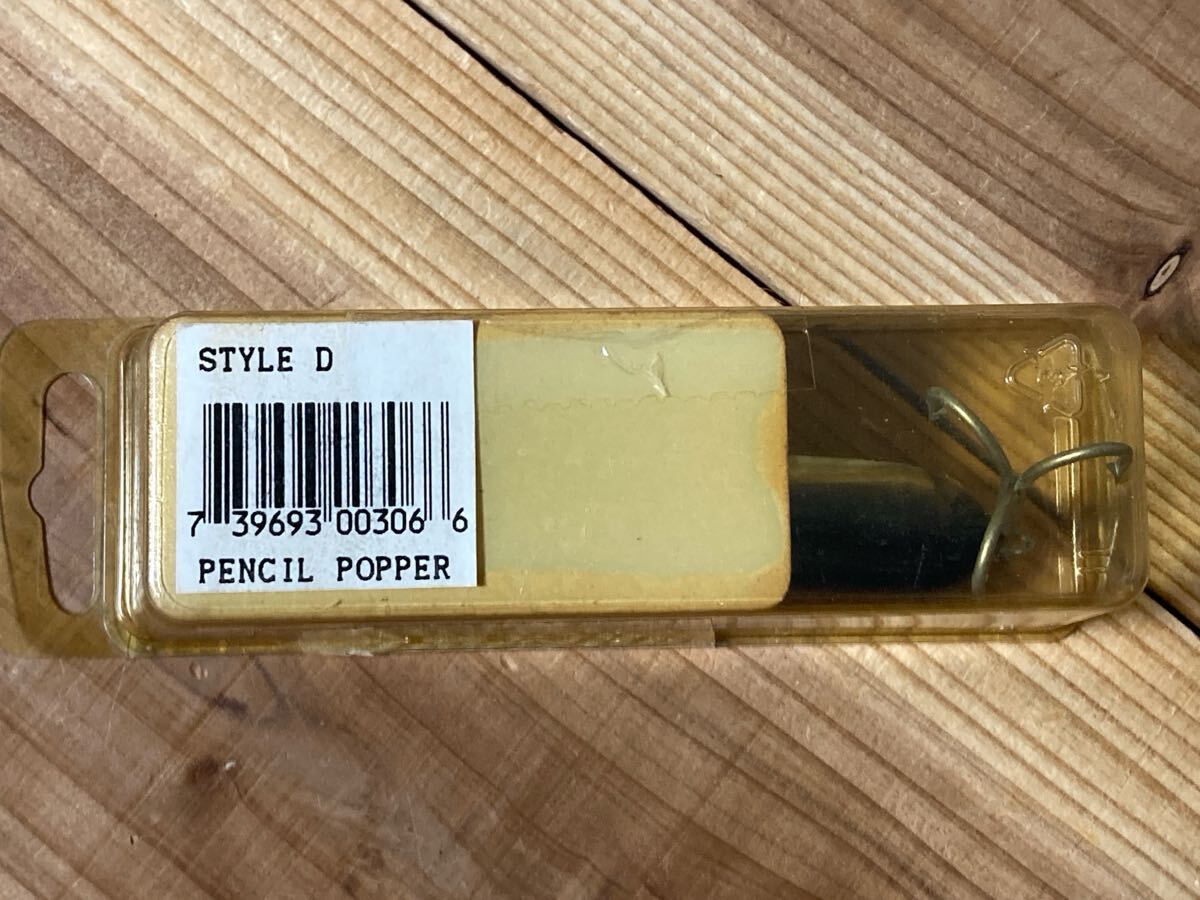 STYLE D
7 39693 00306 6
PENCIL POPPER